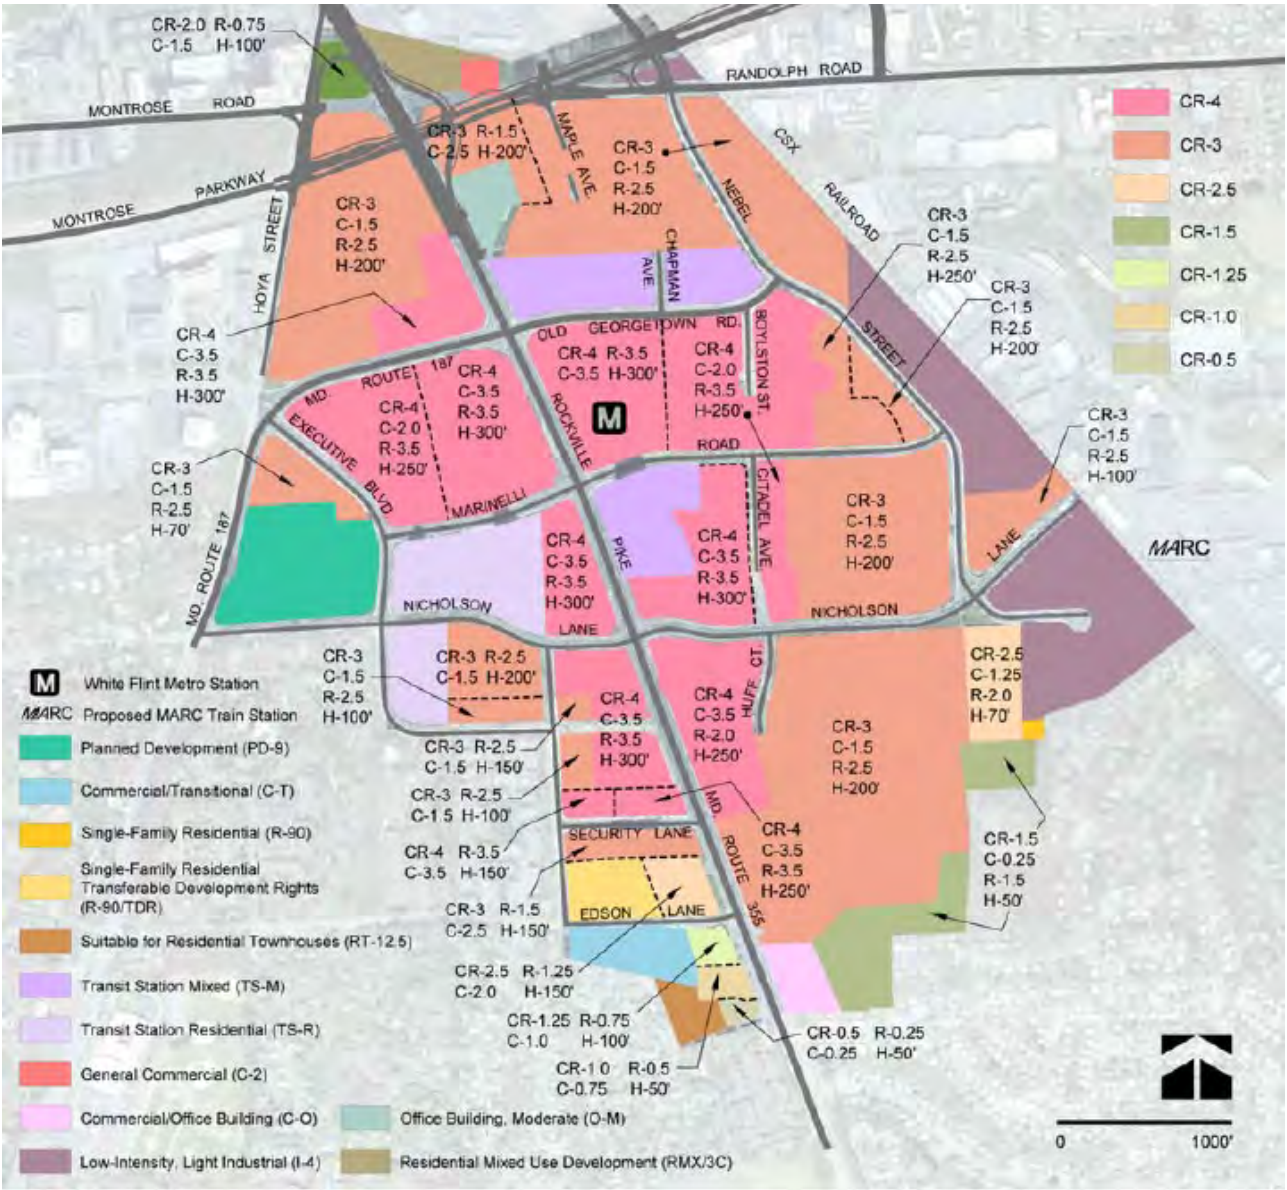 CR-2.0 R-0.75
C-1.5 H-100'
MONTROSE ROAD
RANDOLPH ROAD
MONTROSE PARKWAY
HOYA STREET
CR-3 R-1.5
C-2.5 H-200'
MAPLE AVE.
CR-3
C-1.5
R-2.5
H-200'
NEBEL STREET
CSX RAILROAD
CR-4
CR-3
CR-2.5
CR-1.5
CR-1.25
CR-1.0
CR-0.5
CR-3
C-1.5
R-2.5
H-200'
CHAPMAN AVE.
CR-3
C-1.5
R-2.5
H-250'
CR-3
C-1.5
R-2.5
H-200'
CR-4
C-3.5
R-3.5
H-300'
OLD GEORGETOWN RD.
MD. ROUTE 187
BOYLSTON ST.
CR-4
C-3.5
R-3.5
H-300'
CR-4 R-3.5
C-3.5 H-300'
CR-4
C-2.0
R-3.5
H-250'
CR-4
C-2.0
R-3.5
H-250'
M
EXECUTIVE BLVD
ROCKVILLE PIKE
MARINELLI ROAD
CR-3
C-1.5
R-2.5
H-100'
CR-3
C-1.5
R-2.5
H-70'
MD. ROUTE 187
CITADEL AVE.
CR-3
C-1.5
R-2.5
H-200'
CR-4
C-3.5
R-3.5
H-300'
CR-4
C-3.5
R-3.5
H-300'
MARC
NICHOLSON LANE
NICHOLSON LANE
HUFF CT.
CR-3
C-1.5
R-2.5
H-100'
CR-3 R-2.5
C-1.5 H-200'
CR-2.5
C-1.25
R-2.0
H-70'
CR-4
C-3.5
R-3.5
H-300'
CR-4
C-3.5
R-2.0
H-250'
CR-3
C-1.5
R-2.5
H-200'
CR-3 R-2.5
C-1.5 H-150'
CR-3 R-2.5
C-1.5 H-100'
CR-4 R-3.5
C-3.5 H-150'
SECURITY LANE
MD. ROUTE 355
CR-4
C-3.5
R-3.5
H-250'
CR-1.5
C-0.25
R-1.5
H-50'
CR-3 R-1.5
C-2.5 H-150'
EDSON LANE
CR-2.5 R-1.25
C-2.0 H-150'
CR-1.25 R-0.75
C-1.0 H-100'
CR-1.0 R-0.5
C-0.75 H-50'
CR-0.5 R-0.25
C-0.25 H-50'
M White Flint Metro Station
MARC Proposed MARC Train Station
Planned Development (PD-9)
Commercial/Transitional (C-T)
Single-Family Residential (R-90)
Single-Family Residential
Transferable Development Rights
(R-90/TDR)
Suitable for Residential Townhouses (RT-12.5)
Transit Station Mixed (TS-M)
Transit Station Residential (TS-R)
General Commercial (C-2)
Commercial/Office Building (C-O)
Office Building, Moderate (O-M)
Low-Intensity, Light Industrial (I-4)
Residential Mixed Use Development (RMX/3C)
0 1000'